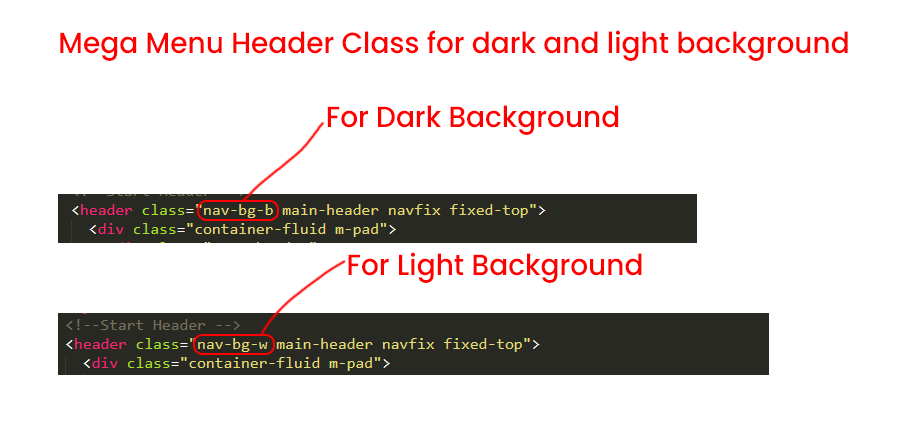 Mega Menu Header Class for dark and light background
For Dark Background
<header class="nav-bg-b main-header navfix fixed-top">
<div class="container-fluid m-pad">
For Light Background
<!--Start Header -->
<header class="nav-bg-w main-header navfix fixed-top">
<div class="container-fluid m-pad">